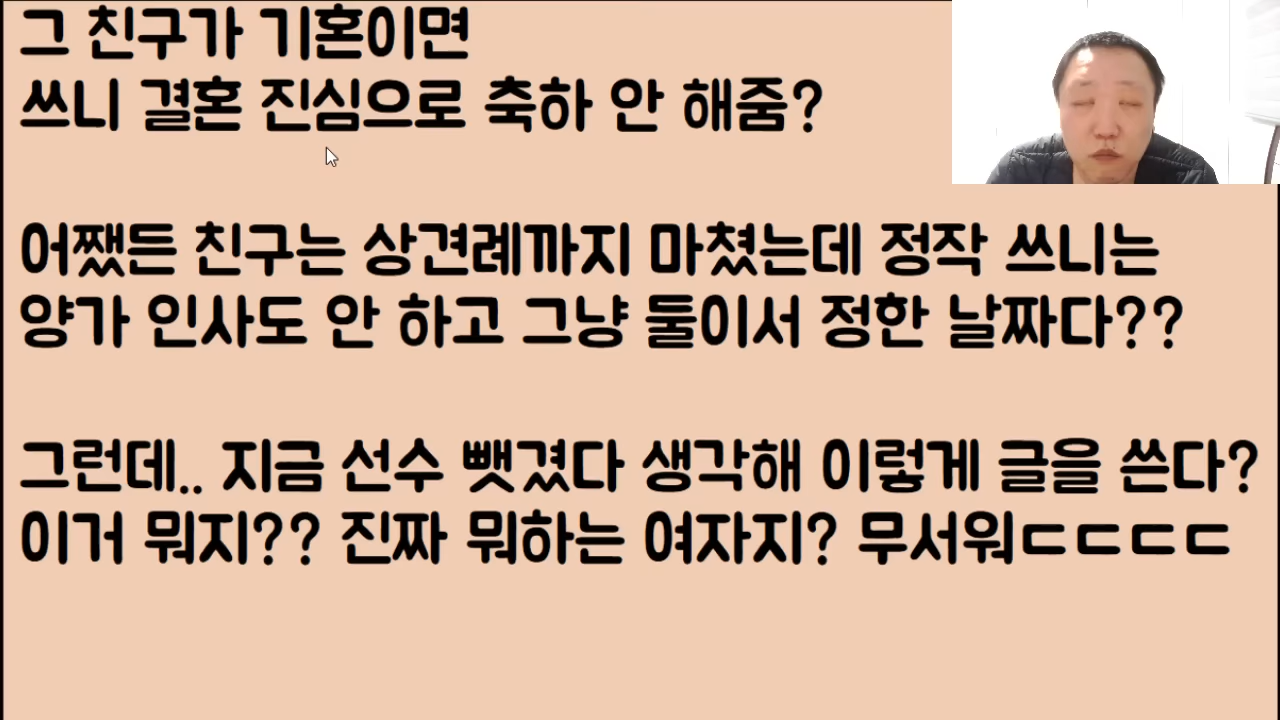 그 친구가 기혼이면
쓰니 결혼 진심으로 축하 안 해줌?
어쨌든 친구는 상견례까지 마쳤는데 정작 쓰니는
양가 인사도 안 하고 그냥 둘이서 정한 날짜다??
그런데.. 지금 선수 뺏겼다 생각해 이렇게 글을 쓴다?
이거 뭐지?? 진짜 뭐하는 여자지? 무서워ㄷㄷㄷㄷ